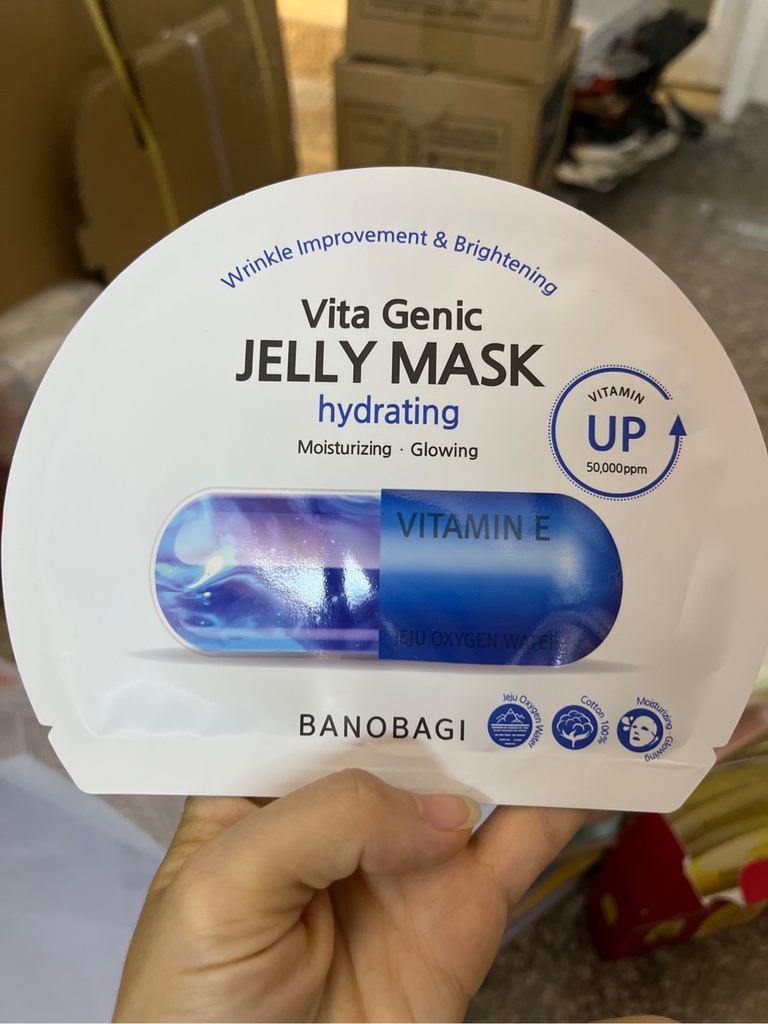 Wrinkle Improvement & Brightening
Vita Genic
JELLY MASK
hydrating
Moisturizing · Glowing
VITAMIN
UP
50,000ppm
VITAMIN E
JEJU OXYGEN WATER
BANOBAGI
Jeju Oxygen Water
Cotton 100%
Moisturizing · Glowing